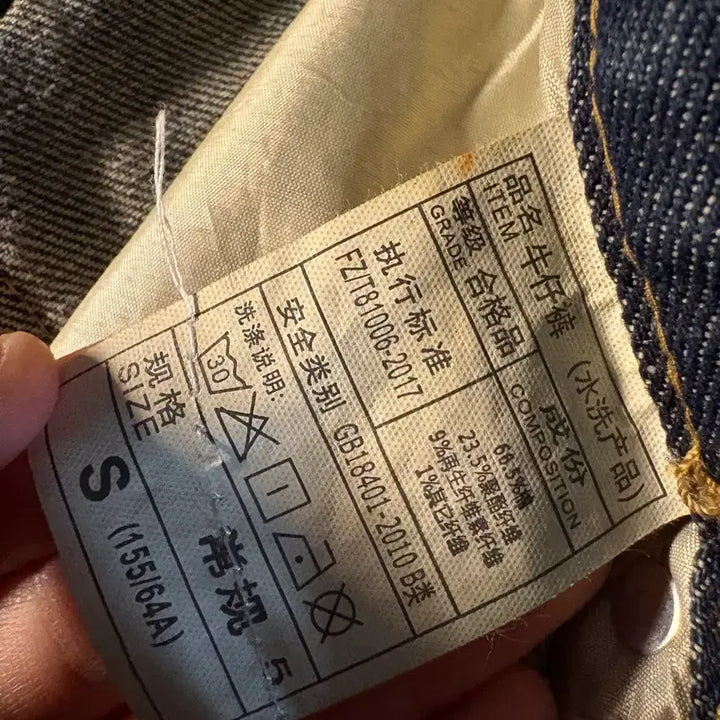 品名 牛仔裤 (水洗产品)
ITEM
等级 合格品
GRADE
成份
COMPOSITION
执行标准
FZ/T81006-2017
66.5%棉
23.5%聚酯纤维
9%再生纤维素纤维
1%其它纤维
安全类别 GB18401-2010 B类
洗涤说明:
30
规格
SIZE
常规 5
S (155/64A)